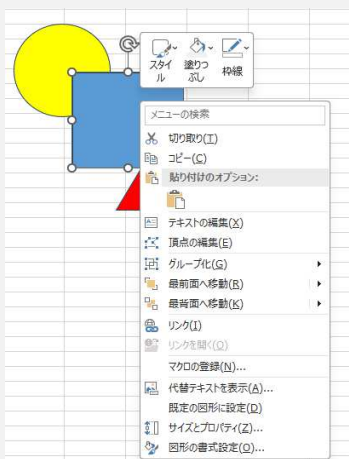 スタイ
ル
塗りつ
ぶし
枠線
メニューの検索
切り取り(T)
コピー(C)
貼り付けのオプション:
テキストの編集(X)
頂点の編集(E)
グループ化(G)
最前面へ移動(R)
最背面へ移動(K)
リンク(I)
リンクを開く(O)
マクロの登録(N)...
代替テキストを表示(A)...
既定の図形に設定(D)
サイズとプロパティ(Z)...
図形の書式設定(O)...